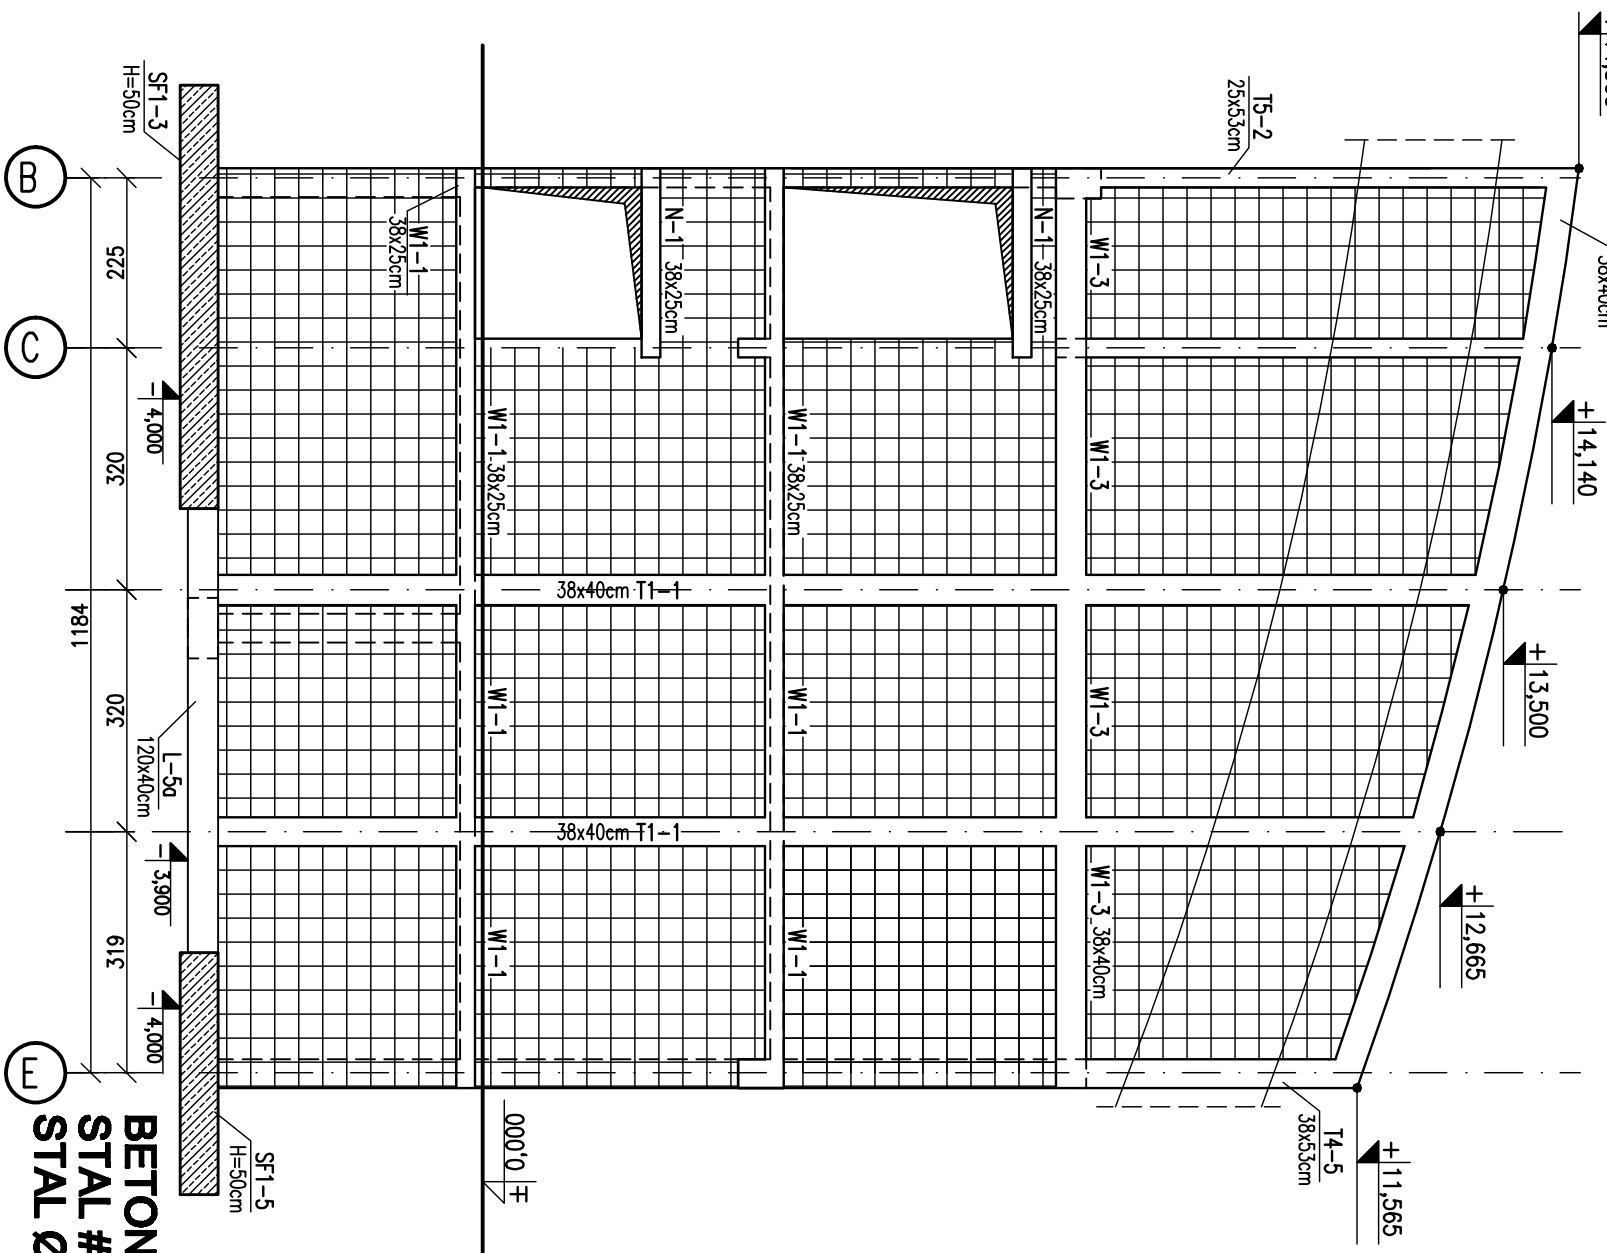 T5-2
25x53cm
+14,140
+13,500
+12,665
+11,565
38x40cm
W1-3
W1-3
W1-3
W1-3 38x40cm
T4-5
38x53cm
N-1 38x25cm
N-1 38x25cm
W1-1 38x25cm
W1-1 38x25cm
W1-1
W1-1
W1-1
W1-1
38x40cm T1-1
38x40cm T1-1
W1-1
38x25cm
± 0,000
SF1-3
H=50cm
-4,000
L-5a
120x40cm
-3,900
-4,000
SF1-5
H=50cm
225
320
320
319
1184
B
C
E
BETON
STAL #
STAL Ø